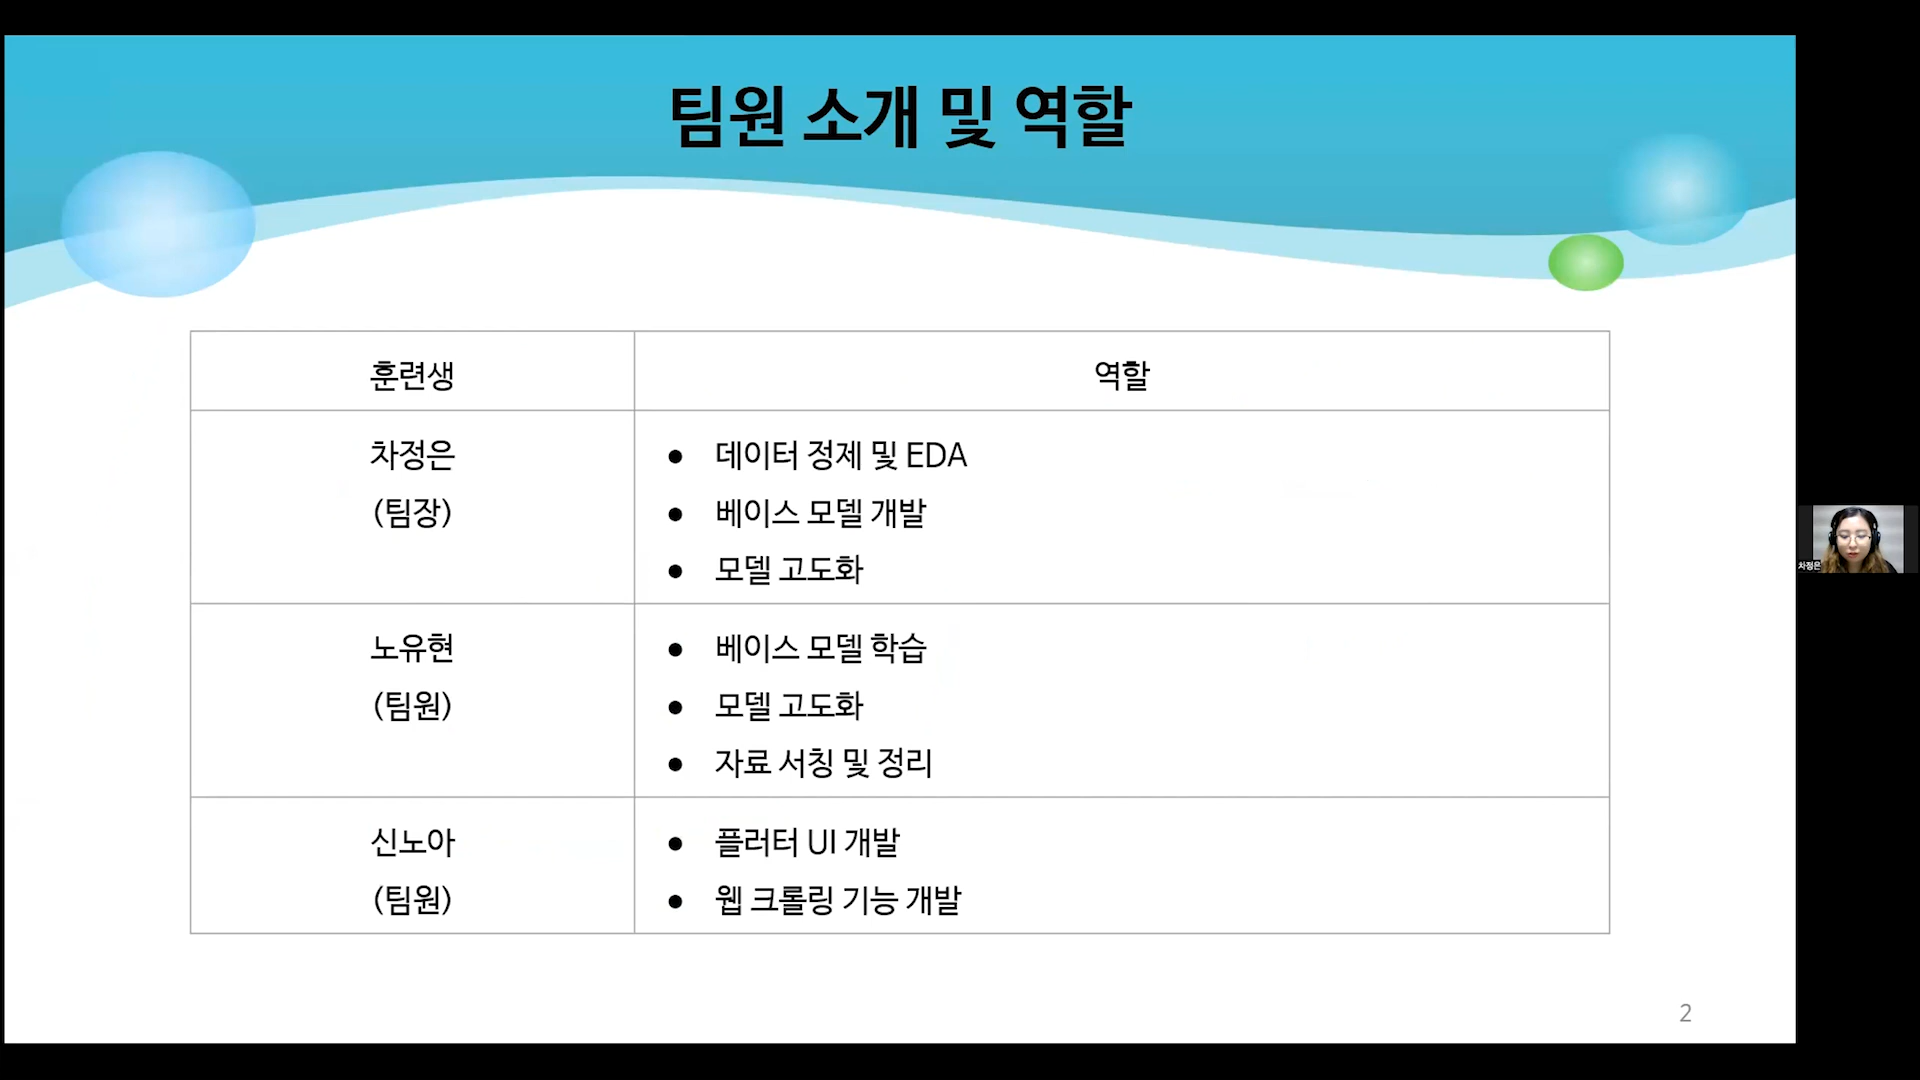 팀원 소개 및 역할
훈련생
역할
차정은
(팀장)
● 데이터 정제 및 EDA
● 베이스 모델 개발
● 모델 고도화
노유현
(팀원)
● 베이스 모델 학습
● 모델 고도화
● 자료 서칭 및 정리
신노아
(팀원)
● 플러터 UI 개발
● 웹 크롤링 기능 개발
차정은
2